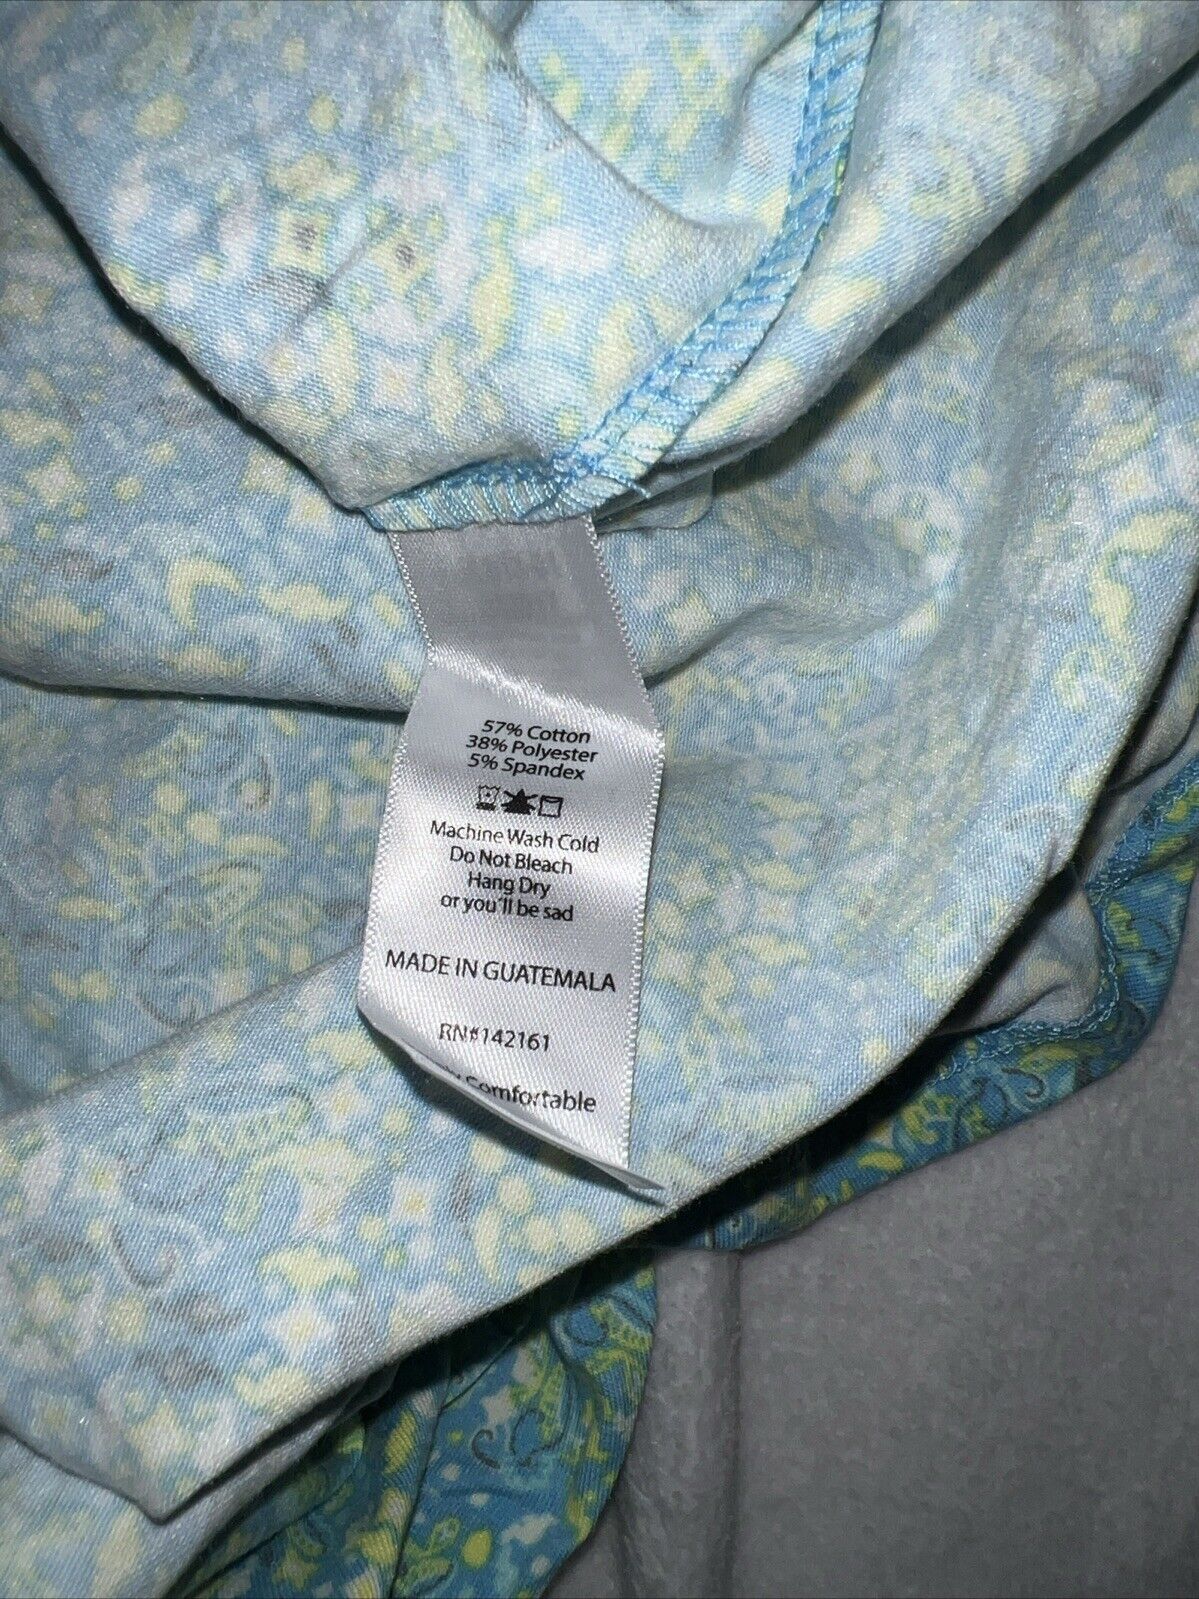 57% Cotton
38% Polyester
5% Spandex
Machine Wash Cold
Do Not Bleach
Hang Dry
or you'll be sad
MADE IN GUATEMALA
RN#142161
Comfortable